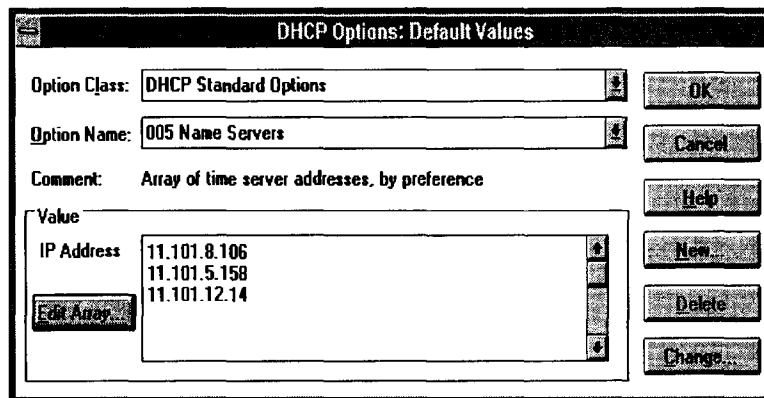 DHCP Options: Default Values
Option Class: DHCP Standard Options
OK
Option Name: 005 Name Servers
Cancel
Comment: Array of time server addresses, by preference
Help
Value
IP Address
11.101.8.106
11.101.5.158
11.101.12.14
New...
Edit Array...
Delete
Change...